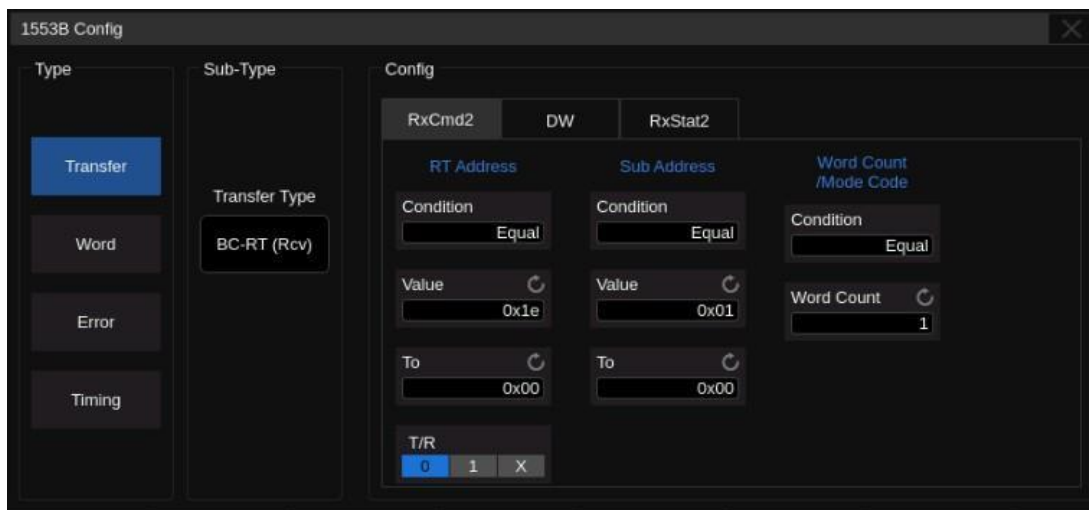 1553B Config
Type
Sub-Type
Config
Transfer
Word
Error
Timing
Transfer Type
BC-RT (Rcv)
RxCmd2
DW
RxStat2
RT Address
Condition
Equal
Value
0x1e
To
0x00
T/R
0 1 X
Sub Address
Condition
Equal
Value
0x01
To
0x00
Word Count
/Mode Code
Condition
Equal
Word Count
1